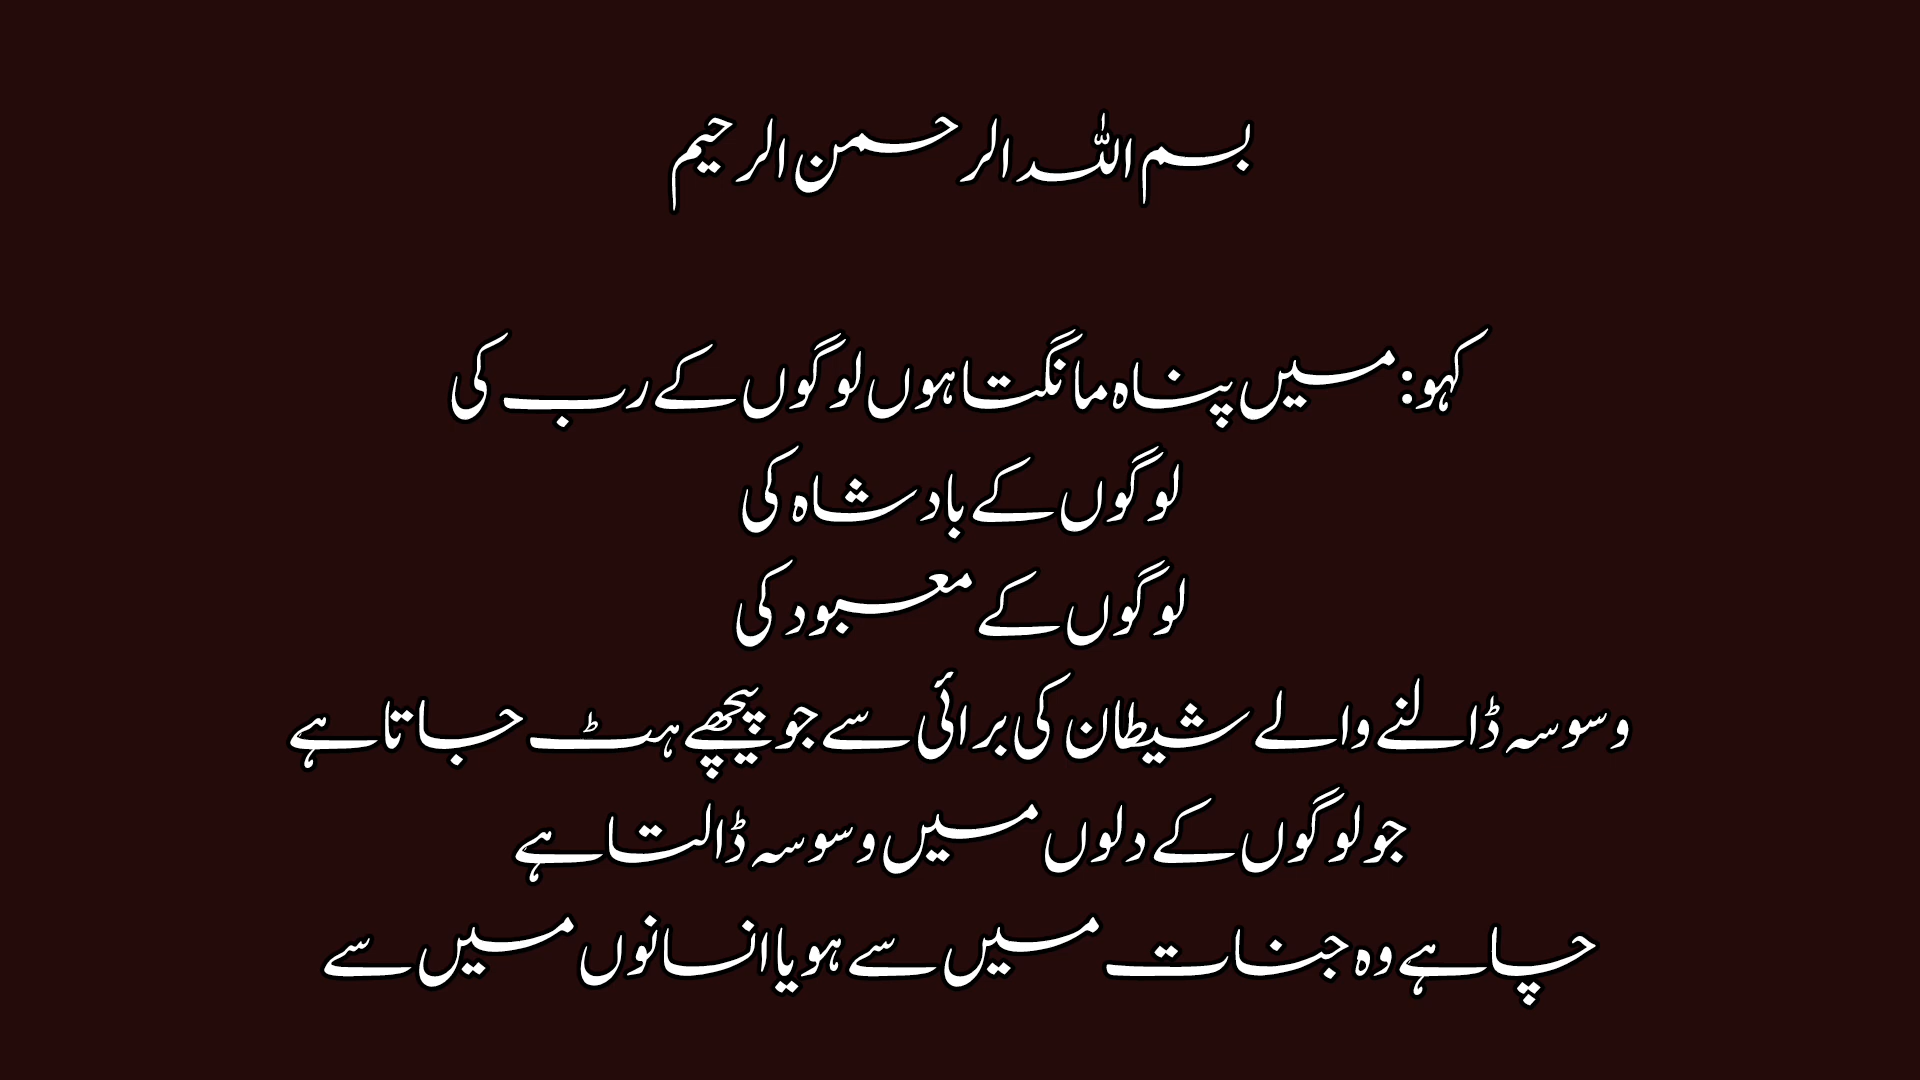 بسم اللہ الرحمن الرحیم
کہو: میں پناہ مانگتا ہوں لوگوں کے رب کی
لوگوں کے بادشاہ کی
لوگوں کے معبود کی
وسوسہ ڈالنے والے شیطان کی برائی سے جو پیچھے ہٹ جاتا ہے
جو لوگوں کے دلوں میں وسوسہ ڈالتا ہے
چاہے وہ جنات میں سے ہو یا انسانوں میں سے